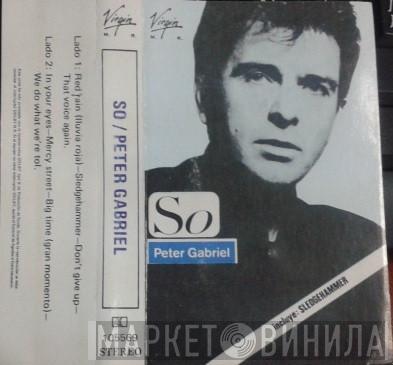 Virgin
M. R.
Virgin
M. R.
Lado 1: Red rain (lluvia roja)–Sledgehammer–Don't give up–
That voice again.
Lado 2: In your eyes–Mercy street–Big time (gran momento)–
We do what we're tol.
SO / PETER GABRIEL
105569
STEREO
So
Peter Gabriel
incluye: SLEDGEHAMMER
МАРКЕТ ВИНИЛА